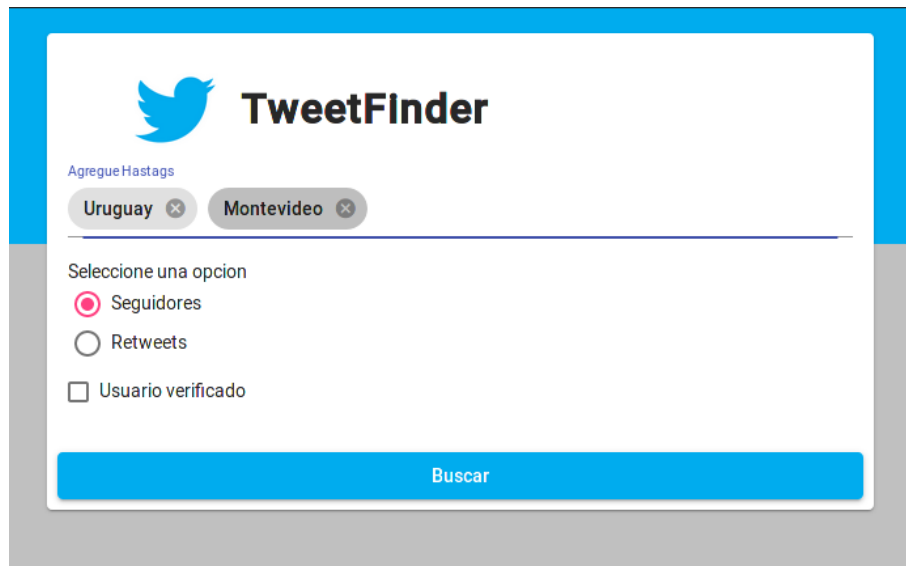 TweetFinder
Agregue Hastags
Uruguay Montevideo
Seleccione una opcion
Seguidores
Retweets
Usuario verificado
Buscar